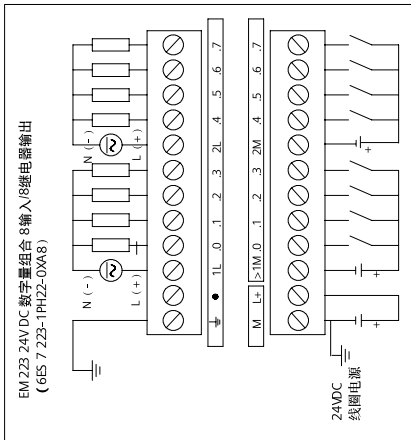 EM 223 24V DC 数字量组合 8输入/8继电器输出
(6ES 7 223-1PH22-0XA8)
N (-) N (-)
L (+) L (+)
● 1L .0 .1 .2 .3 2L .4 .5 .6 .7
M L+ >1M .0 .1 .2 .3 2M .4 .5 .6 .7
+ + +
24VDC
线圈电源